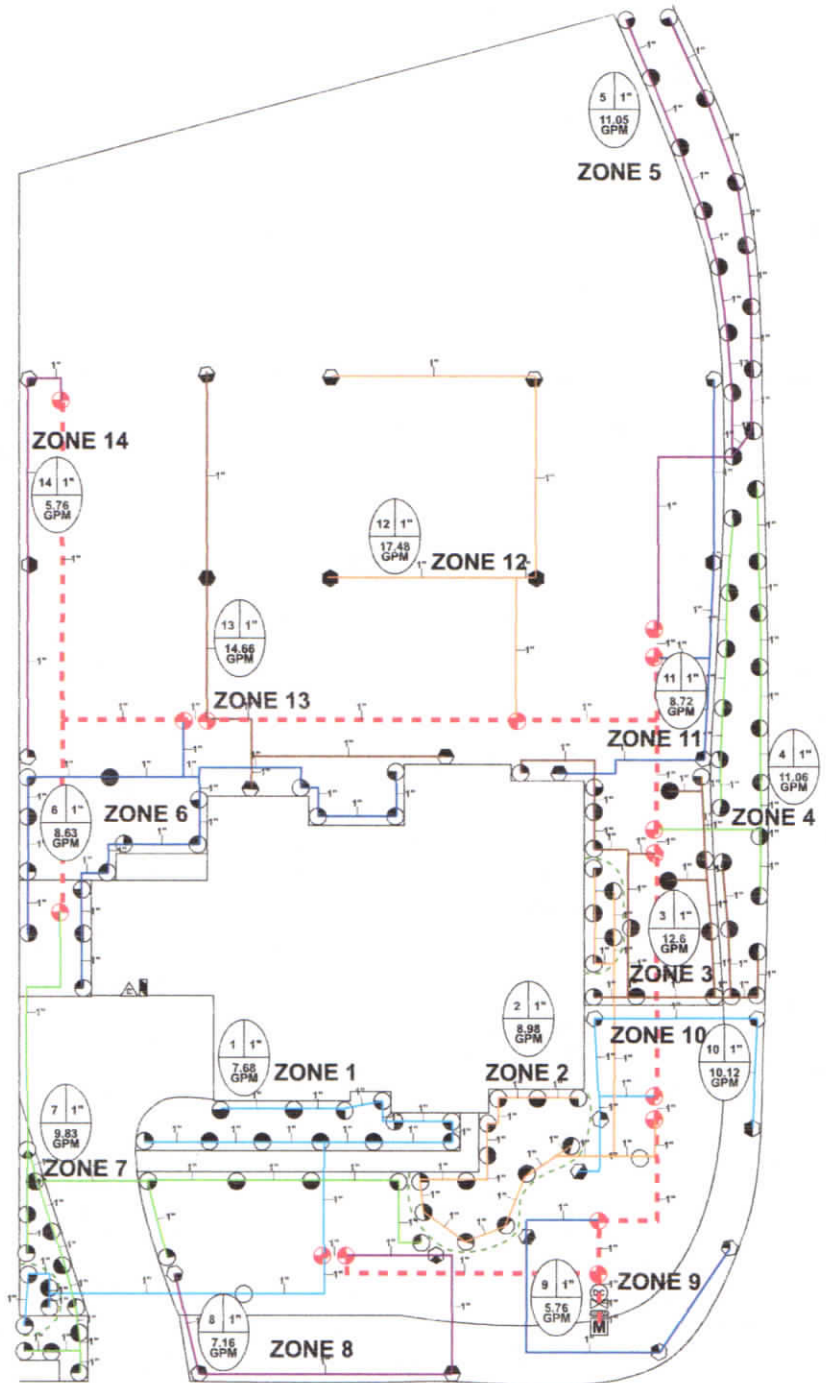 5 1"
11.05
GPM
ZONE 5
ZONE 14
14 1"
5.76
GPM
12 1"
17.48
GPM
ZONE 12
13 1"
14.66
GPM
ZONE 13
11 1"
8.72
GPM
ZONE 11
4 1"
11.06
GPM
ZONE 4
6 1"
8.63
GPM
ZONE 6
3 1"
12.6
GPM
ZONE 3
C
2 1"
8.98
GPM
ZONE 2
ZONE 10
10 1"
10.12
GPM
1 1"
7.68
GPM
ZONE 1
7 1"
9.83
GPM
ZONE 7
9 1"
5.76
GPM
ZONE 9
M
8 1"
7.16
GPM
ZONE 8